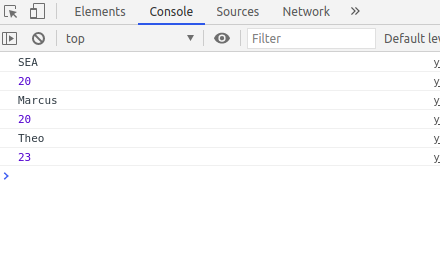 Elements Console Sources Network
top Filter Default lev
SEA y
20 y
Marcus y
20 y
Theo y
23 y